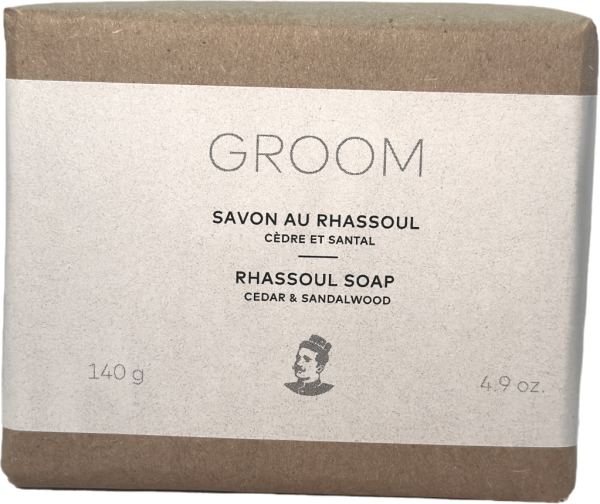 GROOM
SAVON AU RHASSOUL
CÈDRE ET SANTAL
RHASSOUL SOAP
CEDAR & SANDALWOOD
140 g
4.9 oz.